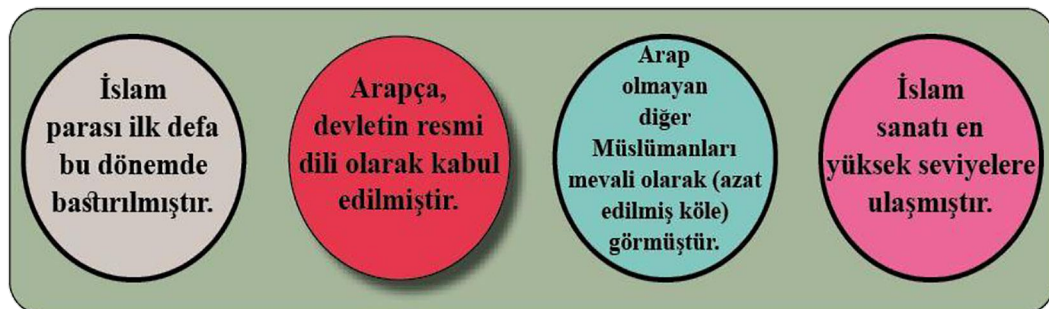 İslam
parası ilk defa
bu dönemde
bastırılmıştır.
Arapça,
devletin resmi
dili olarak kabul
edilmiştir.
Arap
olmayan
diğer
Müslümanları
mevali olarak (azat
edilmiş köle)
görmüştür.
İslam
sanatı en
yüksek seviyelere
ulaşmıştır.